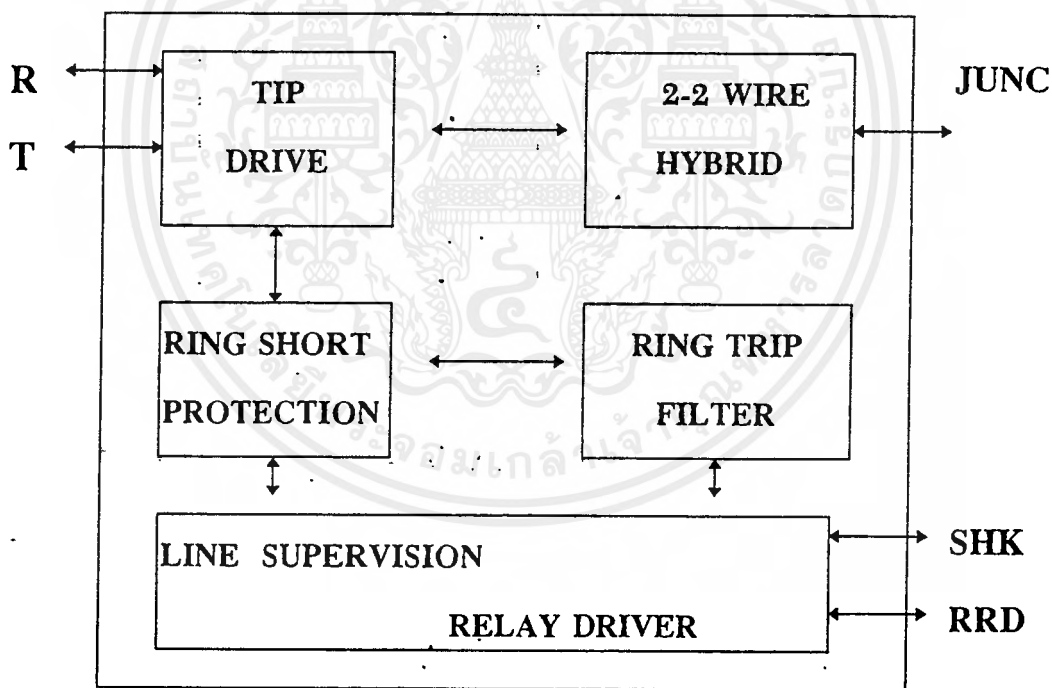 R
T
TIP
DRIVE
2-2 WIRE
HYBRID
JUNC
RING SHORT
PROTECTION
RING TRIP
FILTER
LINE SUPERVISION
RELAY DRIVER
SHK
RRD